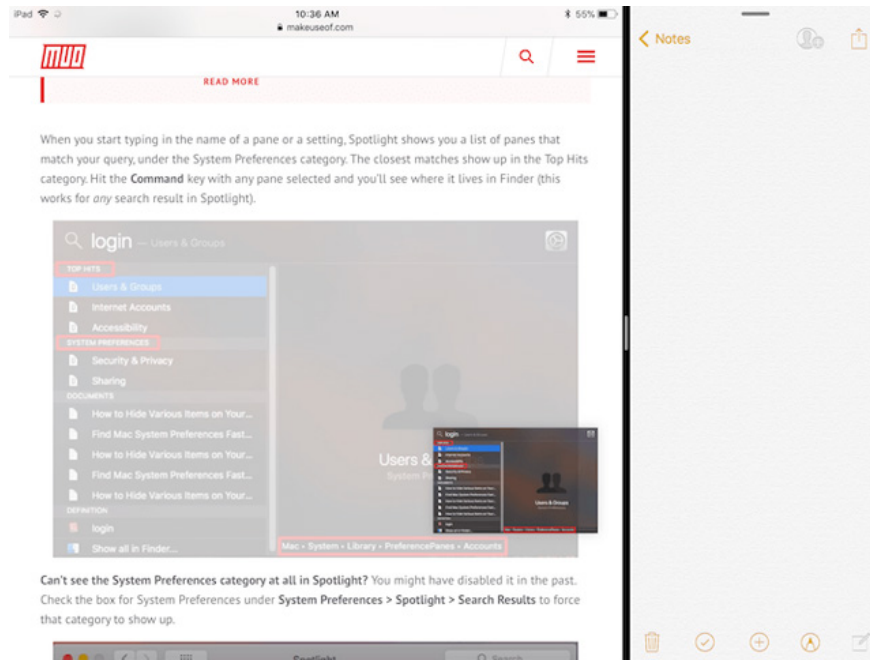 iPad
10:36 AM
55%
makeuseof.com
Notes
MUO
READ MORE
When you start typing in the name of a pane or a setting, Spotlight shows you a list of panes that
match your query, under the System Preferences category. The closest matches show up in the Top Hits
category. Hit the Command key with any pane selected and you'll see where it lives in Finder (this
works for any search result in Spotlight).
login — Users & Groups
TOP HITS
Users & Groups
Internet Accounts
Accessibility
SYSTEM PREFERENCES
Security & Privacy
Sharing
DOCUMENTS
How to Hide Various Items on Your...
Find Mac System Preferences Fast...
How to Hide Various Items on Your...
Find Mac System Preferences Fast...
How to Hide Various Items on Your...
DEFINITION
login
Show all in Finder...
Users &
System Pr
Mac › System › Library › PreferencePanes › Accounts
login
Users & Groups
Can't see the System Preferences category at all in Spotlight? You might have disabled it in the past.
Check the box for System Preferences under System Preferences > Spotlight > Search Results to force
that category to show up.
Spotlight
Search